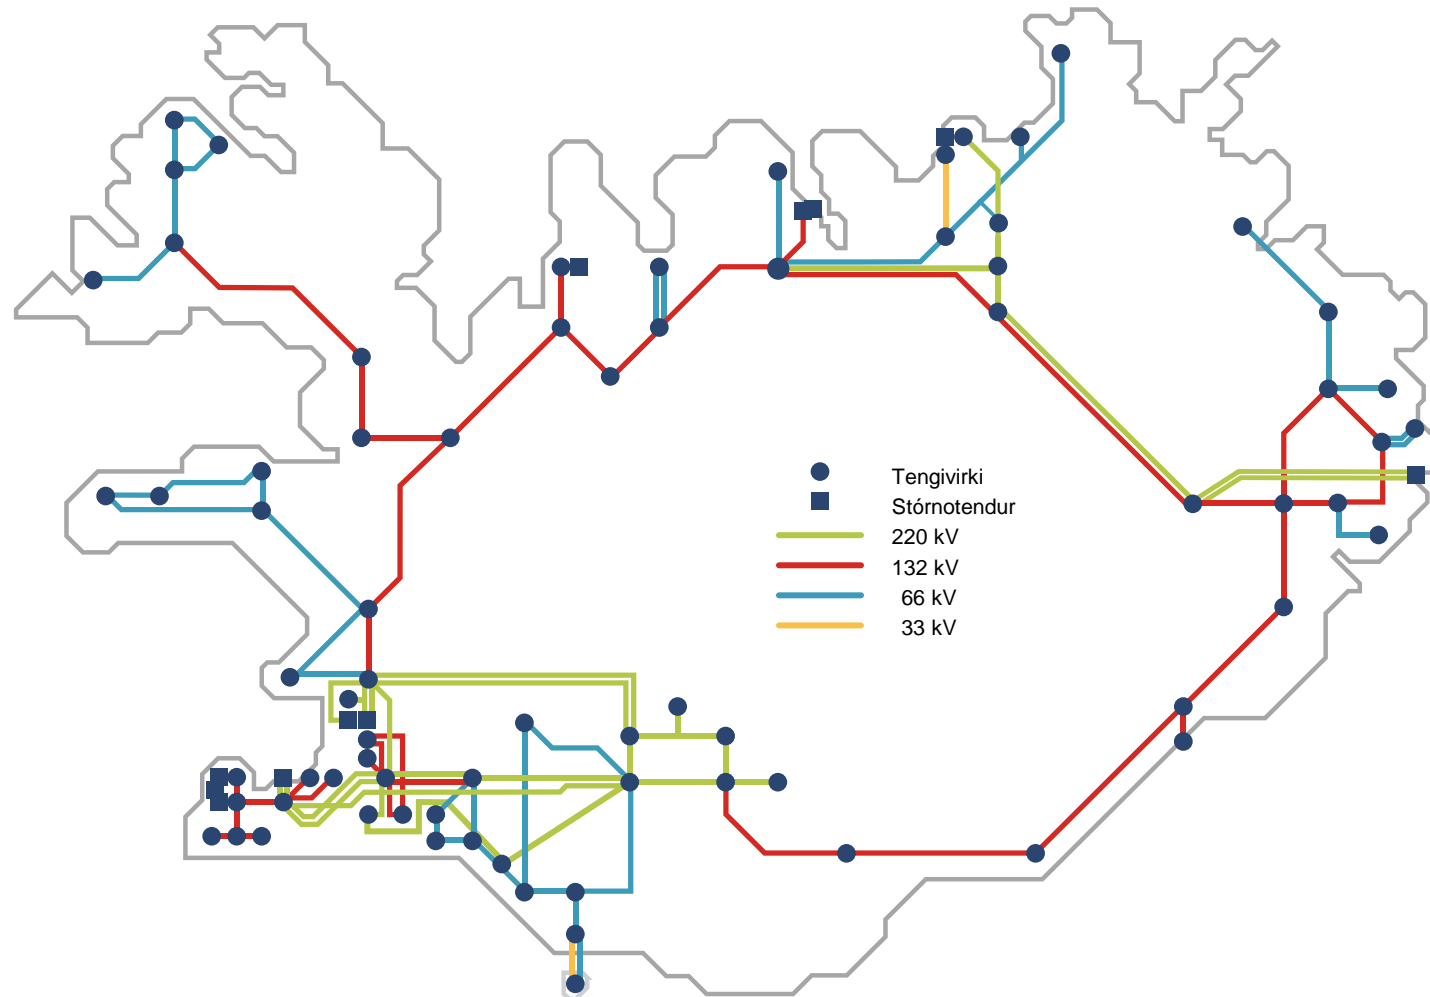 Tengivirki
Stórnotendur
220 kV
132 kV
66 kV
33 kV